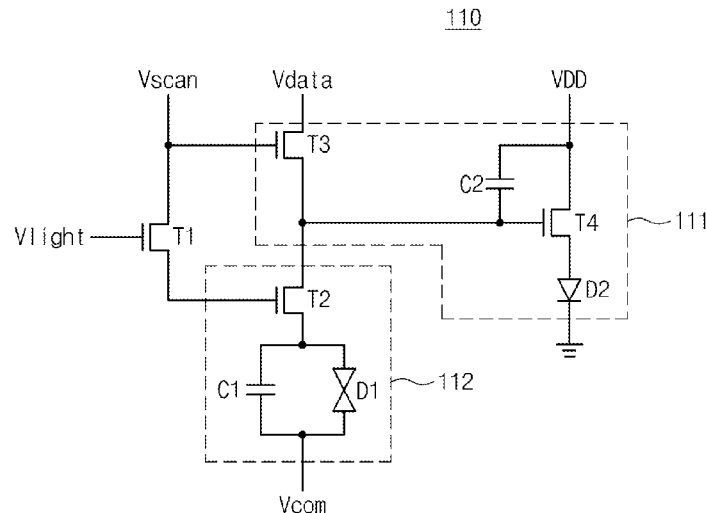 110
Vscan Vdata VDD
T3
C2
Vlight T1 T4 111
T2 D2
C1 D1 112
Vcom